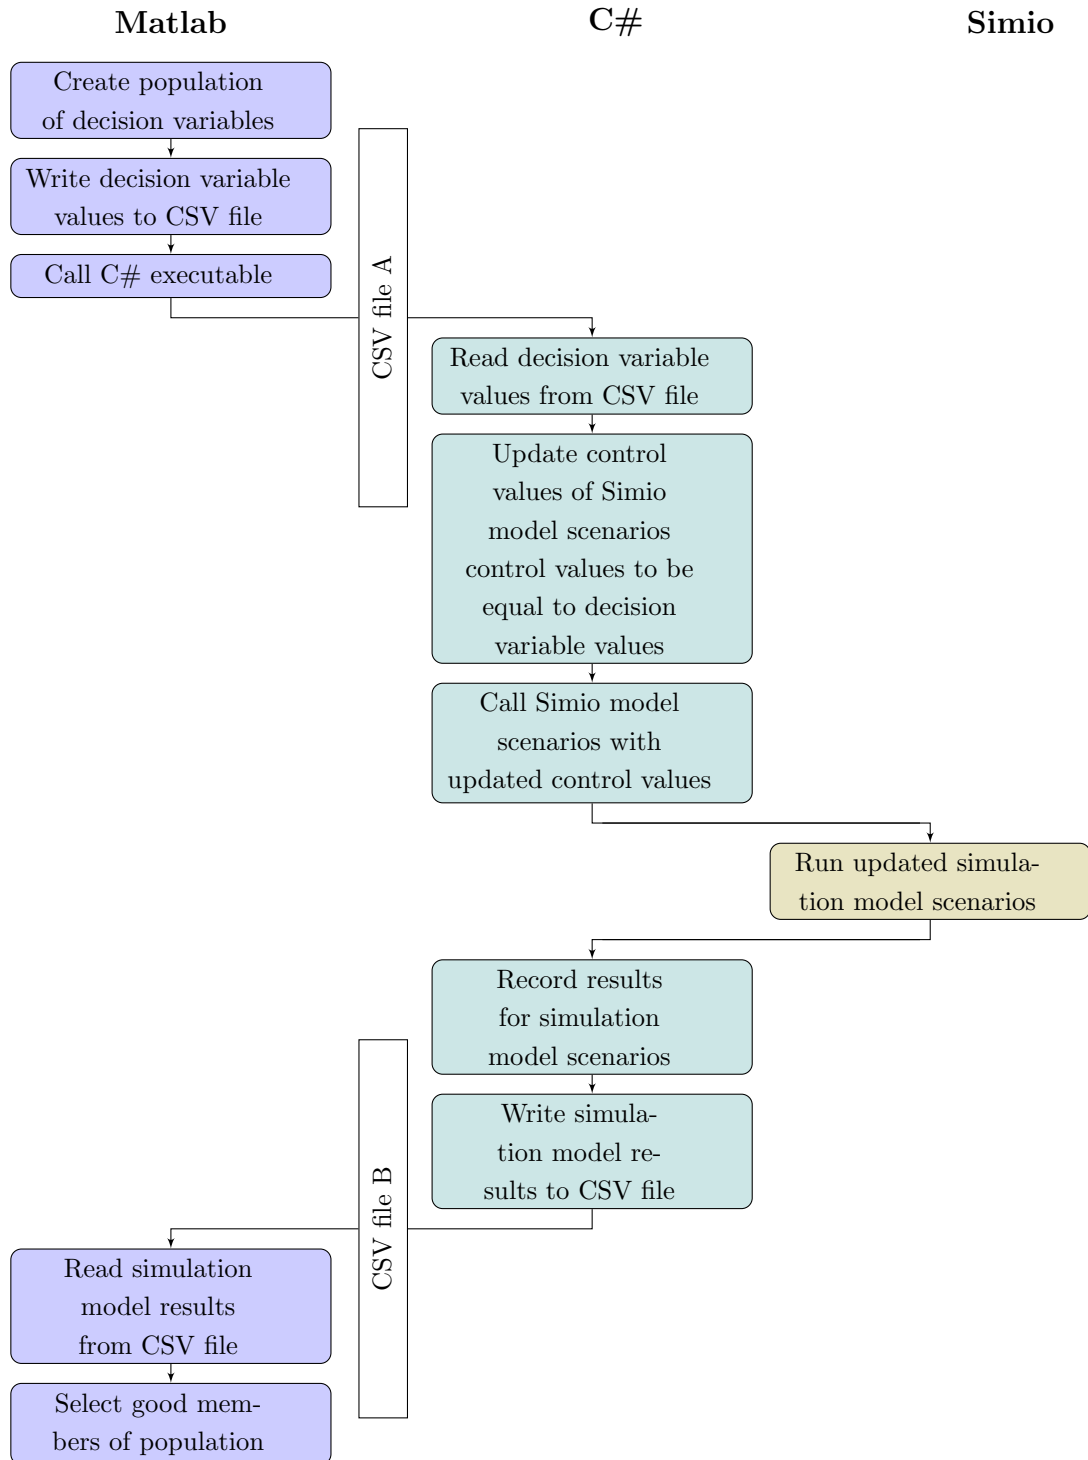 Matlab
C#
Simio
Create population
of decision variables
Write decision variable
values to CSV file
Call C# executable
CSV file A
Read decision variable
values from CSV file
Update control
values of Simio
model scenarios
control values to be
equal to decision
variable values
Call Simio model
scenarios with
updated control values
Run updated simula-
tion model scenarios
Record results
for simulation
model scenarios
Write simula-
tion model re-
sults to CSV file
CSV file B
Read simulation
model results
from CSV file
Select good mem-
bers of population